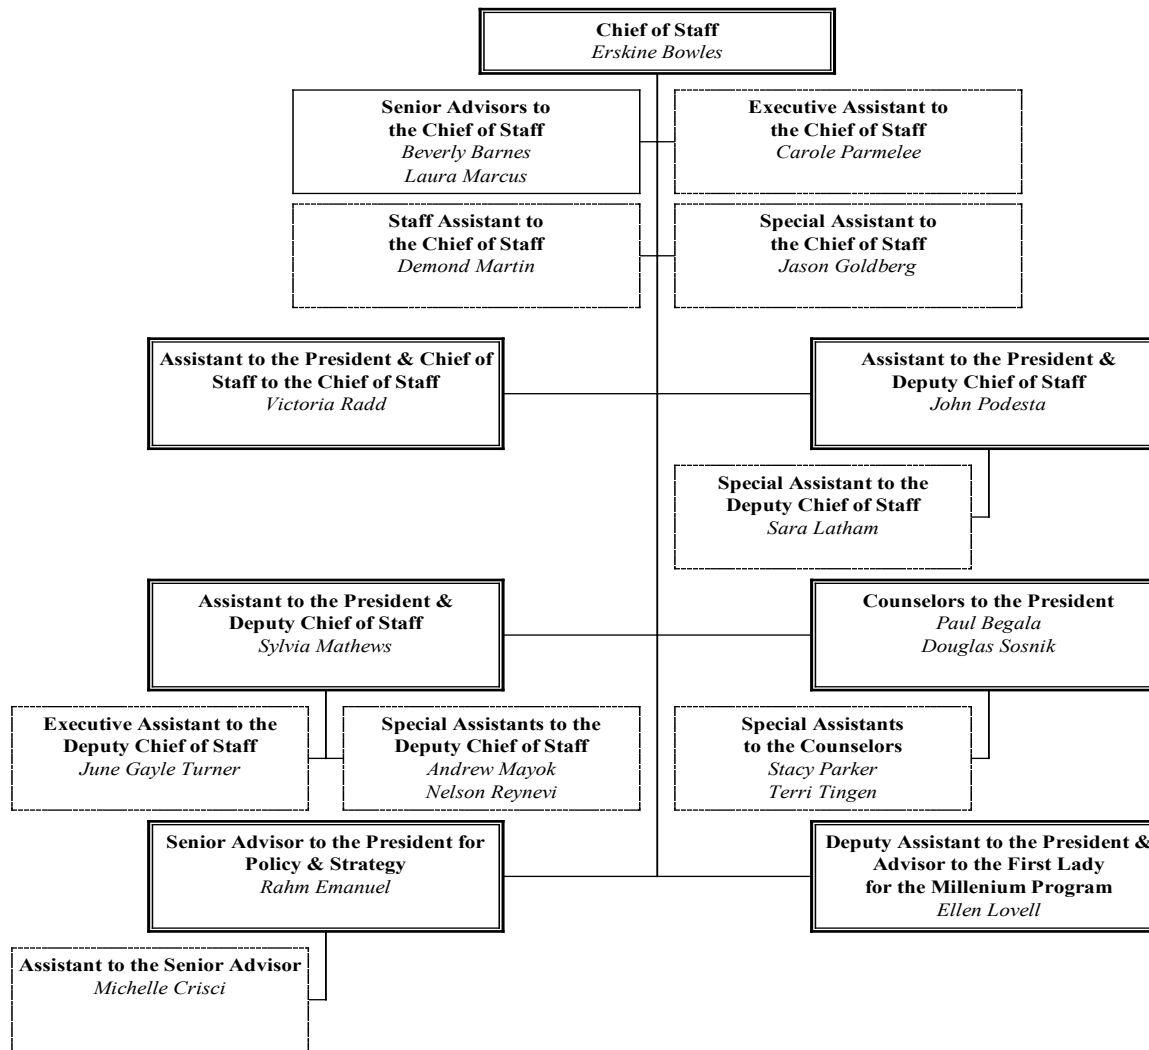 Chief of Staff
Erskine Bowles
Senior Advisors to
the Chief of Staff
Beverly Barnes
Laura Marcus
Executive Assistant to
the Chief of Staff
Carole Parmelee
Staff Assistant to
the Chief of Staff
Demond Martin
Special Assistant to
the Chief of Staff
Jason Goldberg
Assistant to the President & Chief of
Staff to the Chief of Staff
Victoria Radd
Assistant to the President &
Deputy Chief of Staff
John Podesta
Special Assistant to the
Deputy Chief of Staff
Sara Latham
Assistant to the President &
Deputy Chief of Staff
Sylvia Mathews
Counselors to the President
Paul Begala
Douglas Sosnik
Executive Assistant to the
Deputy Chief of Staff
June Gayle Turner
Special Assistants to the
Deputy Chief of Staff
Andrew Mayok
Nelson Reynevi
Special Assistants
to the Counselors
Stacy Parker
Terri Tingen
Senior Advisor to the President for
Policy & Strategy
Rahm Emanuel
Deputy Assistant to the President &
Advisor to the First Lady
for the Millenium Program
Ellen Lovell
Assistant to the Senior Advisor
Michelle Crisci